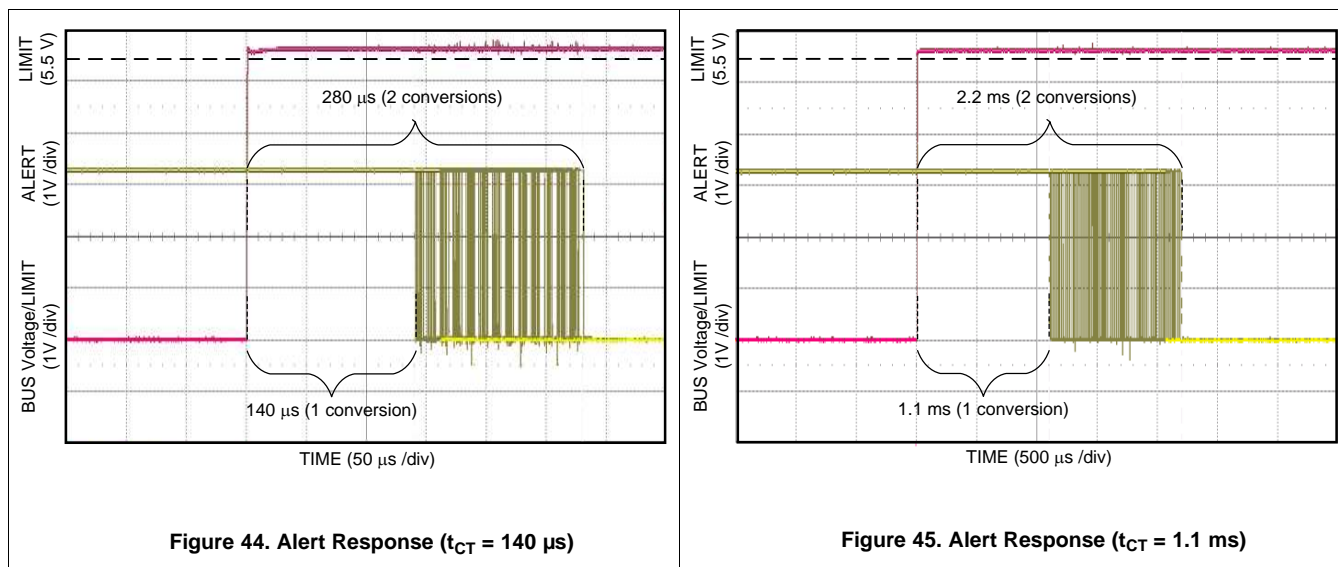 LIMIT
(5.5 V)
ALERT
(1V /div)
BUS Voltage/LIMIT
(1V /div)
280 μs (2 conversions)
140 μs (1 conversion)
TIME (50 μs /div)
Figure 44. Alert Response (tCT = 140 μs)
LIMIT
(5.5 V)
ALERT
(1V /div)
BUS Voltage/LIMIT
(1V /div)
2.2 ms (2 conversions)
1.1 ms (1 conversion)
TIME (500 μs /div)
Figure 45. Alert Response (tCT = 1.1 ms)